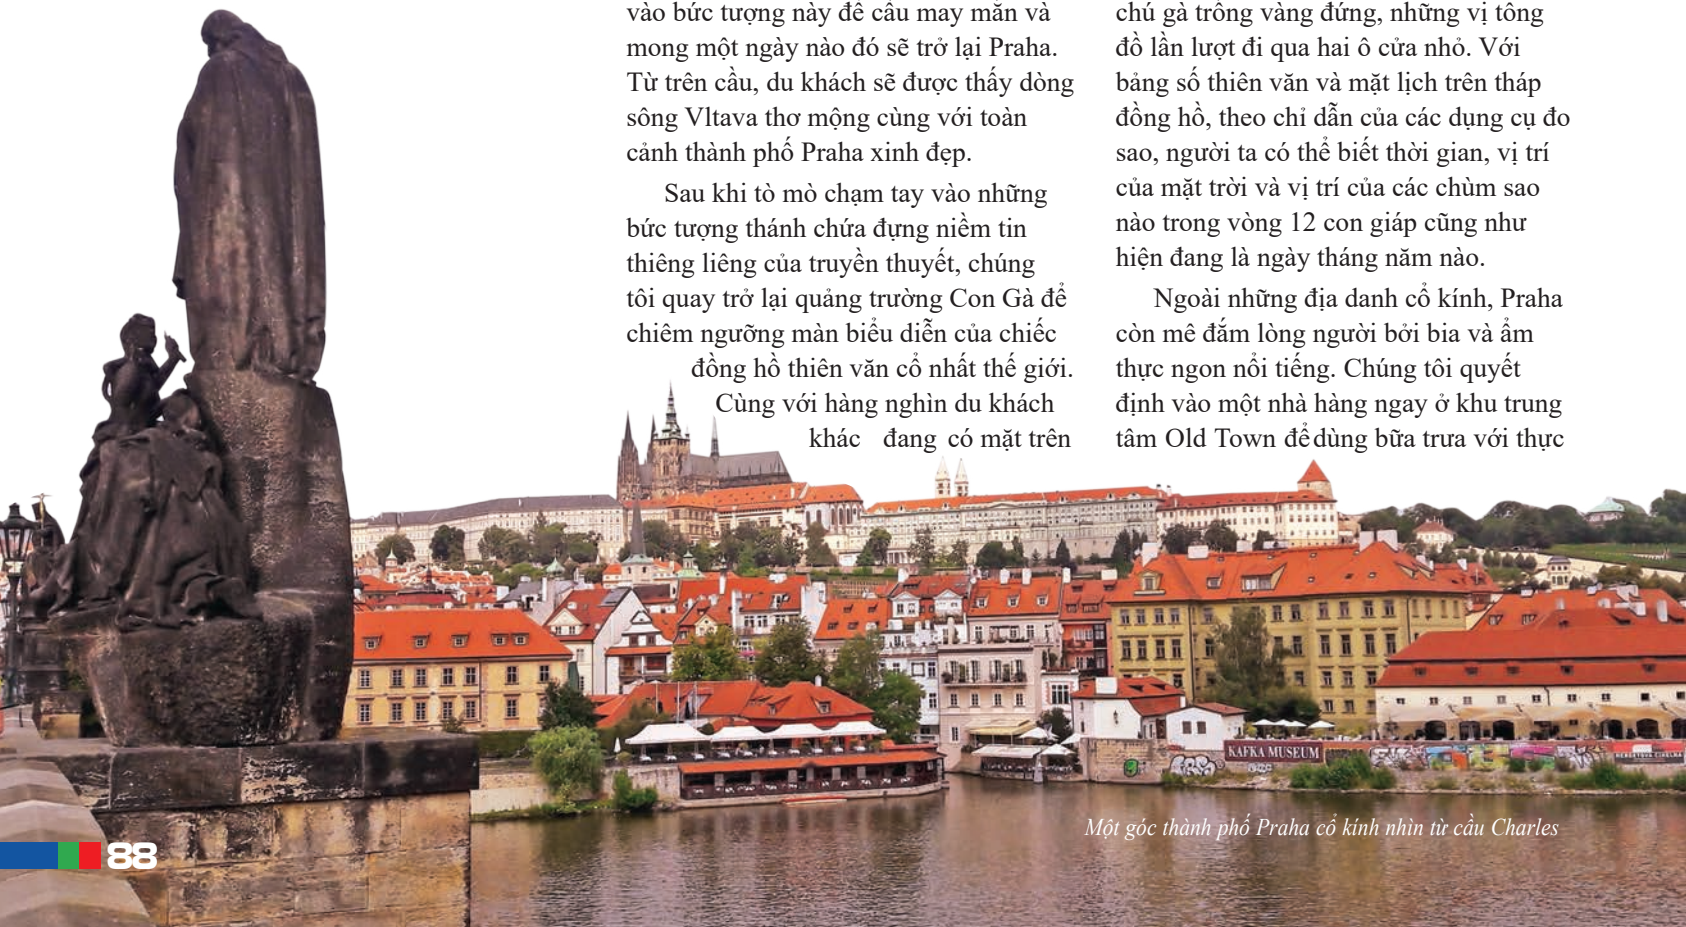 vào bức tượng này để cầu may mắn và
mong một ngày nào đó sẽ trở lại Praha.
Từ trên cầu, du khách sẽ được thấy dòng
sông Vltava thơ mộng cùng với toàn
cảnh thành phố Praha xinh đẹp.
Sau khi tò mò chạm tay vào những
bức tượng thánh chứa đựng niềm tin
thiêng liêng của truyền thuyết, chúng
tôi quay trở lại quảng trường Con Gà để
chiêm ngưỡng màn biểu diễn của chiếc
đồng hồ thiên văn cổ nhất thế giới.
Cùng với hàng nghìn du khách
khác đang có mặt trên
chú gà trống vàng đứng, những vị tông
đồ lần lượt đi qua hai ô cửa nhỏ. Với
bảng số thiên văn và mặt lịch trên tháp
đồng hồ, theo chỉ dẫn của các dụng cụ đo
sao, người ta có thể biết thời gian, vị trí
của mặt trời và vị trí của các chùm sao
nào trong vòng 12 con giáp cũng như
hiện đang là ngày tháng năm nào.
Ngoài những địa danh cổ kính, Praha
còn mê đắm lòng người bởi bia và ẩm
thực ngon nổi tiếng. Chúng tôi quyết
định vào một nhà hàng ngay ở khu trung
tâm Old Town để dùng bữa trưa với thực
KAFKA MUSEUM
Một góc thành phố Praha cổ kính nhìn từ cầu Charles
88